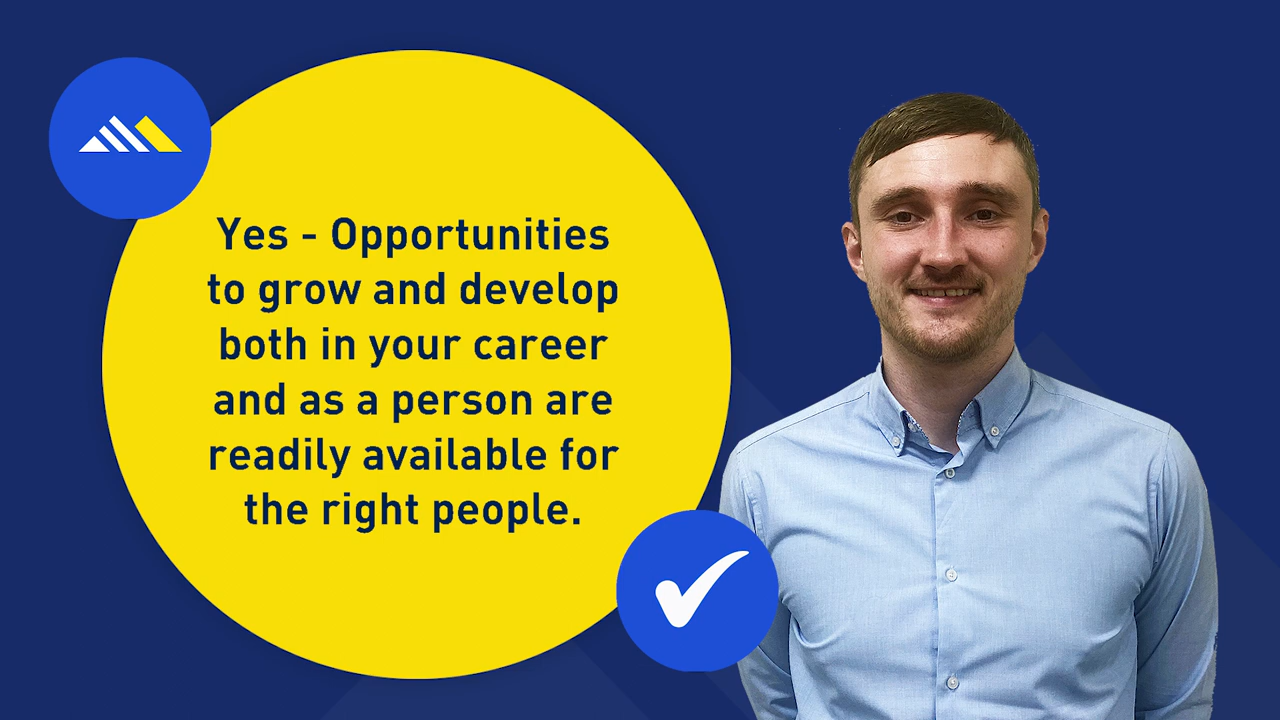 Yes - Opportunities
to grow and develop
both in your career
and as a person are
readily available for
the right people.